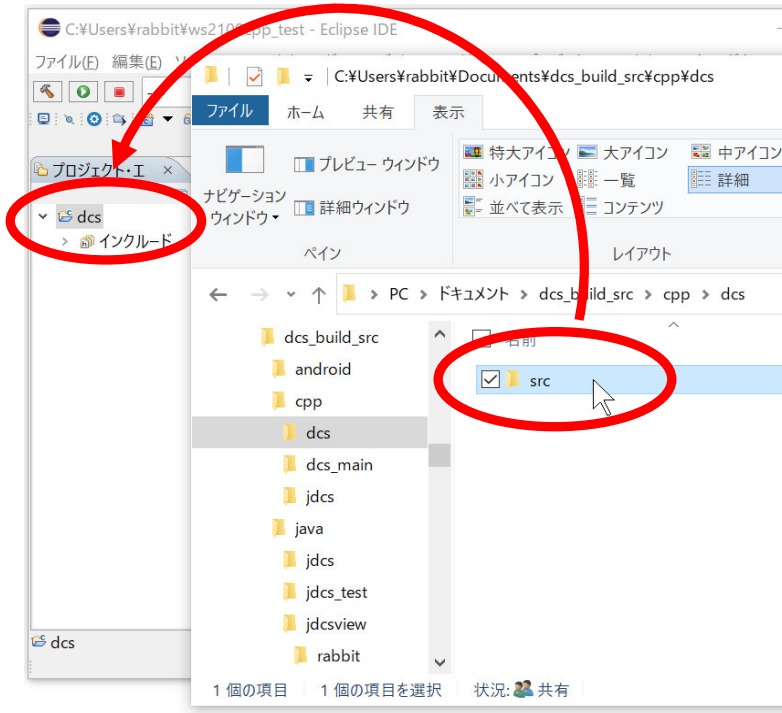 C:¥Users¥rabbit¥ws2109cpp_test - Eclipse IDE
ファイル(F) 編集(E)
C:¥Users¥rabbit¥Documents¥dcs_build_src¥cpp¥dcs
ファイル ホーム 共有 表示
プロジェクト・エ ×
dcs
インクルード
dcs
ナビゲーション
ウィンドウ
プレビュー ウィンドウ
詳細ウィンドウ
ペイン
特大アイコン 大アイコン 中アイコン
小アイコン 一覧 詳細
並べて表示 コンテンツ
レイアウト
PC > ドキュメント > dcs_build_src > cpp > dcs
dcs_build_src
android
cpp
dcs
dcs_main
jdcs
java
jdcs
jdcs_test
jdcsview
rabbit
名前
src
1 個の項目 1 個の項目を選択 状況: 共有